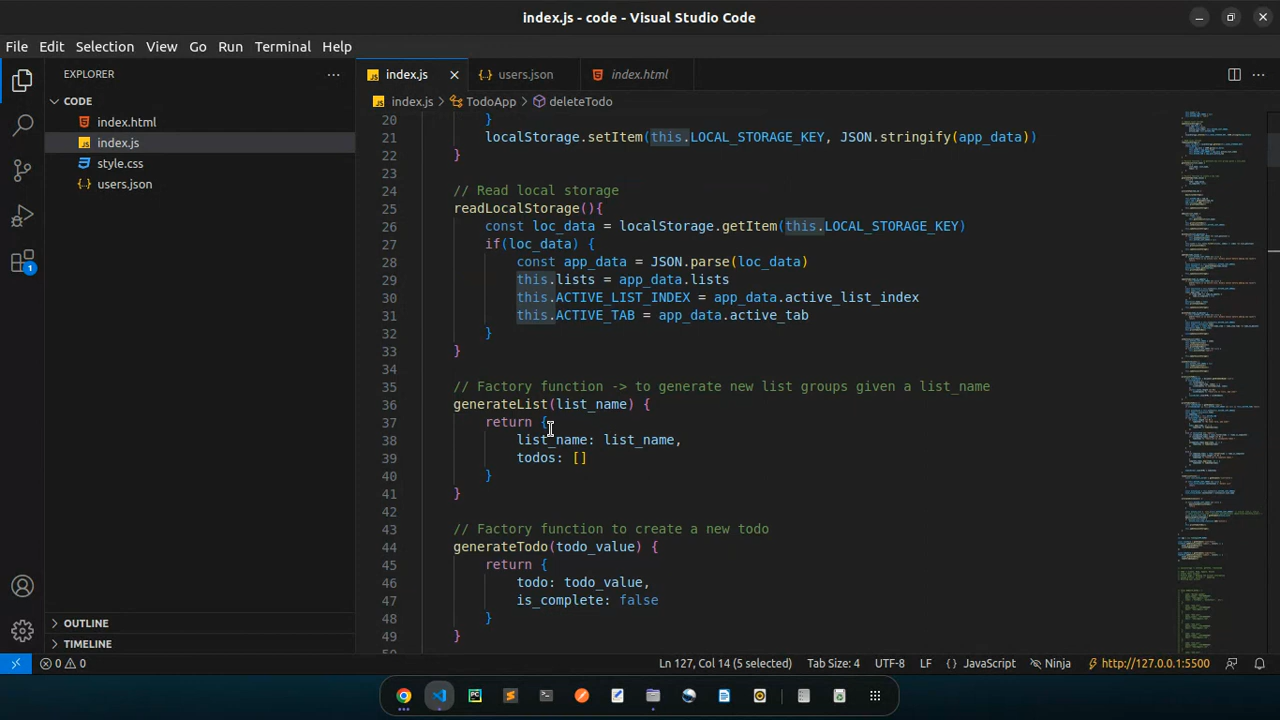 index.js - code - Visual Studio Code
File Edit Selection View Go Run Terminal Help
EXPLORER
CODE
index.html
index.js
style.css
users.json
OUTLINE
TIMELINE
1
index.js users.json index.html
index.js > TodoApp > deleteTodo
20 }
21 localStorage.setItem(this.LOCAL_STORAGE_KEY, JSON.stringify(app_data))
22 }
23
24 // Read local storage
25 readLocalStorage(){
26 const loc_data = localStorage.getItem(this.LOCAL_STORAGE_KEY)
27 if(loc_data) {
28 const app_data = JSON.parse(loc_data)
29 this.lists = app_data.lists
30 this.ACTIVE_LIST_INDEX = app_data.active_list_index
31 this.ACTIVE_TAB = app_data.active_tab
32 }
33 }
34
35 // Factory function -> to generate new list groups given a list_name
36 generateList(list_name) {
37 return {
38 list_name: list_name,
39 todos: []
40 }
41 }
42
43 // Factory function to create a new todo
44 generateTodo(todo_value) {
45 return {
46 todo: todo_value,
47 is_complete: false
48 }
49 }
0 0 Ln 127, Col 14 (5 selected) Tab Size: 4 UTF-8 LF {} JavaScript Ninja http://127.0.0.1:5500